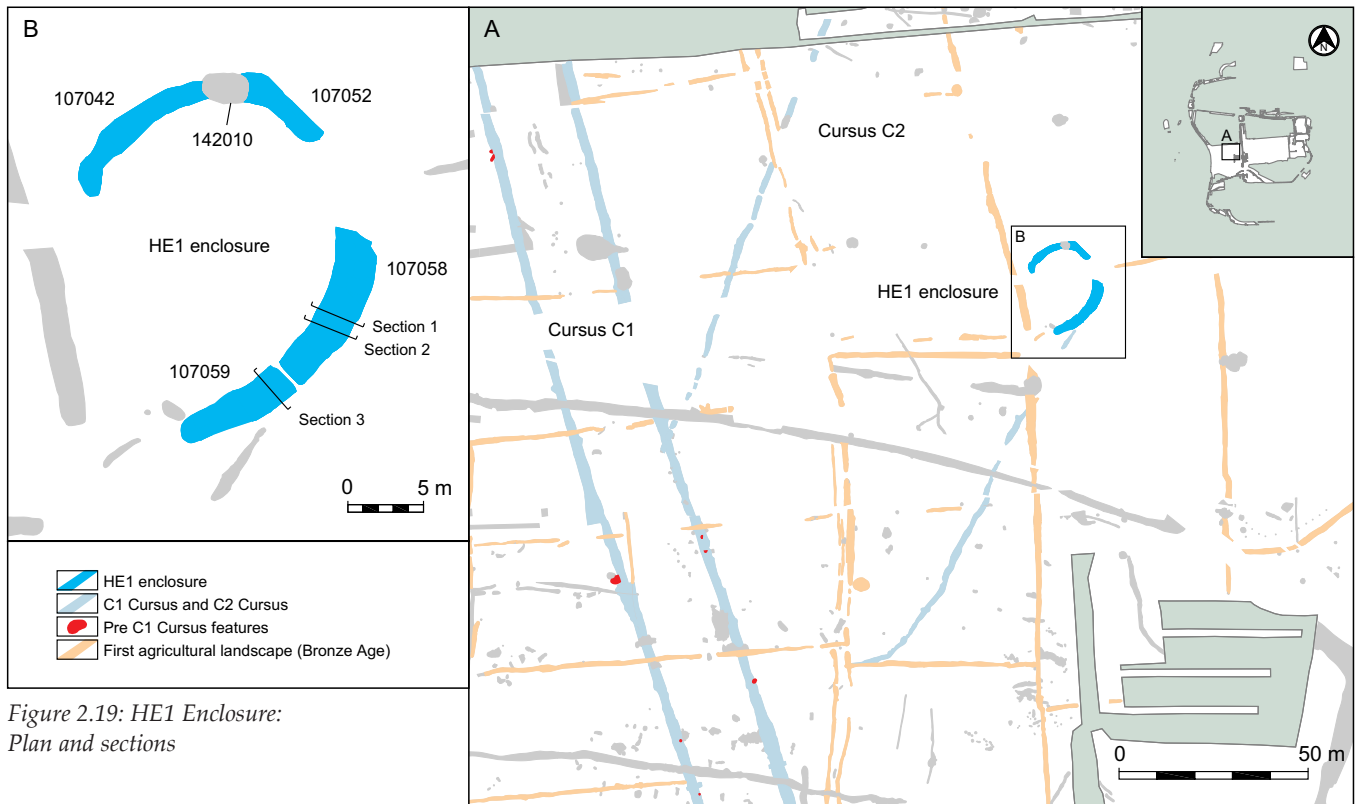 B
107042
107052
142010
HE1 enclosure
107058
Section 1
Section 2
107059
Section 3
0 5 m
HE1 enclosure
C1 Cursus and C2 Cursus
Pre C1 Cursus features
First agricultural landscape (Bronze Age)
Figure 2.19: HE1 Enclosure:
Plan and sections
A
Cursus C2
B
HE1 enclosure
Cursus C1
0 50 m
N
A